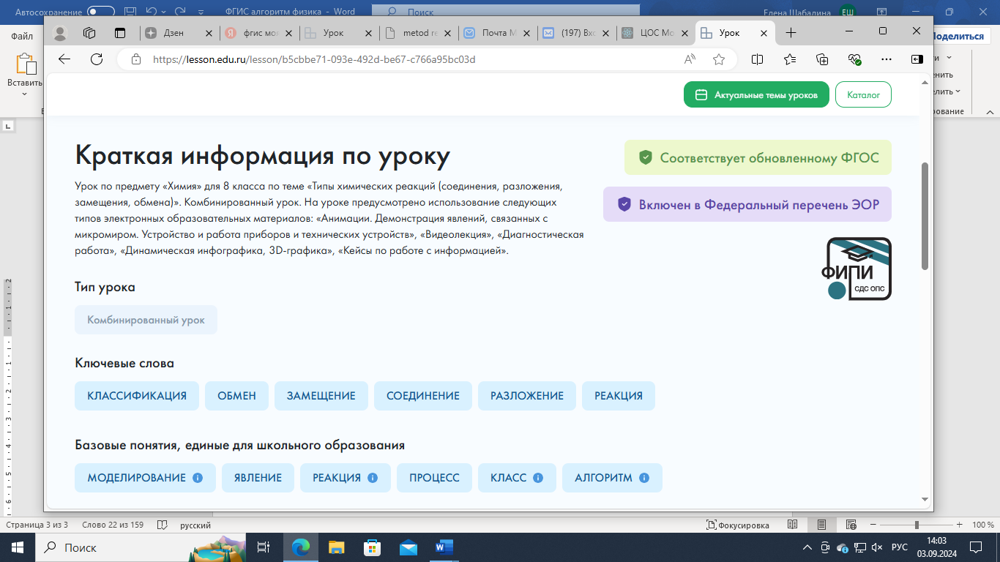 Автосохранение
ФГИС алгоритм физика - Word
Поиск
Елена Шабалина
ЕШ
Файл
Поделиться
Вставить
Дзен
фгис мо
Урок
metod re
Почта M
(197) Вх
ЦОС Мо
Урок
https://lesson.edu.ru/lesson/b5cbbe71-093e-492d-be67-c766a95bc03d
Актуальные темы уроков
Каталог
Краткая информация по уроку
Соответствует обновленному ФГОС
Урок по предмету «Химия» для 8 класса по теме «Типы химических реакций (соединения, разложения,
замещения, обмена)». Комбинированный урок. На уроке предусмотрено использование следующих
типов электронных образовательных материалов: «Анимации. Демонстрация явлений, связанных с
микромиром. Устройство и работа приборов и технических устройств», «Видеолекция», «Диагностическая
работа», «Динамическая инфографика, 3D-графика», «Кейсы по работе с информацией».
Включен в Федеральный перечень ЭОР
ФИПИ
СДС ОПС
Тип урока
Комбинированный урок
Ключевые слова
КЛАССИФИКАЦИЯ ОБМЕН ЗАМЕЩЕНИЕ СОЕДИНЕНИЕ РАЗЛОЖЕНИЕ РЕАКЦИЯ
Базовые понятия, единые для школьного образования
МОДЕЛИРОВАНИЕ ЯВЛЕНИЕ РЕАКЦИЯ ПРОЦЕСС КЛАСС АЛГОРИТМ
Страница 3 из 3 Слово 22 из 159 русский Фокусировка 100 %
Поиск
РУС
14:03
03.09.2024